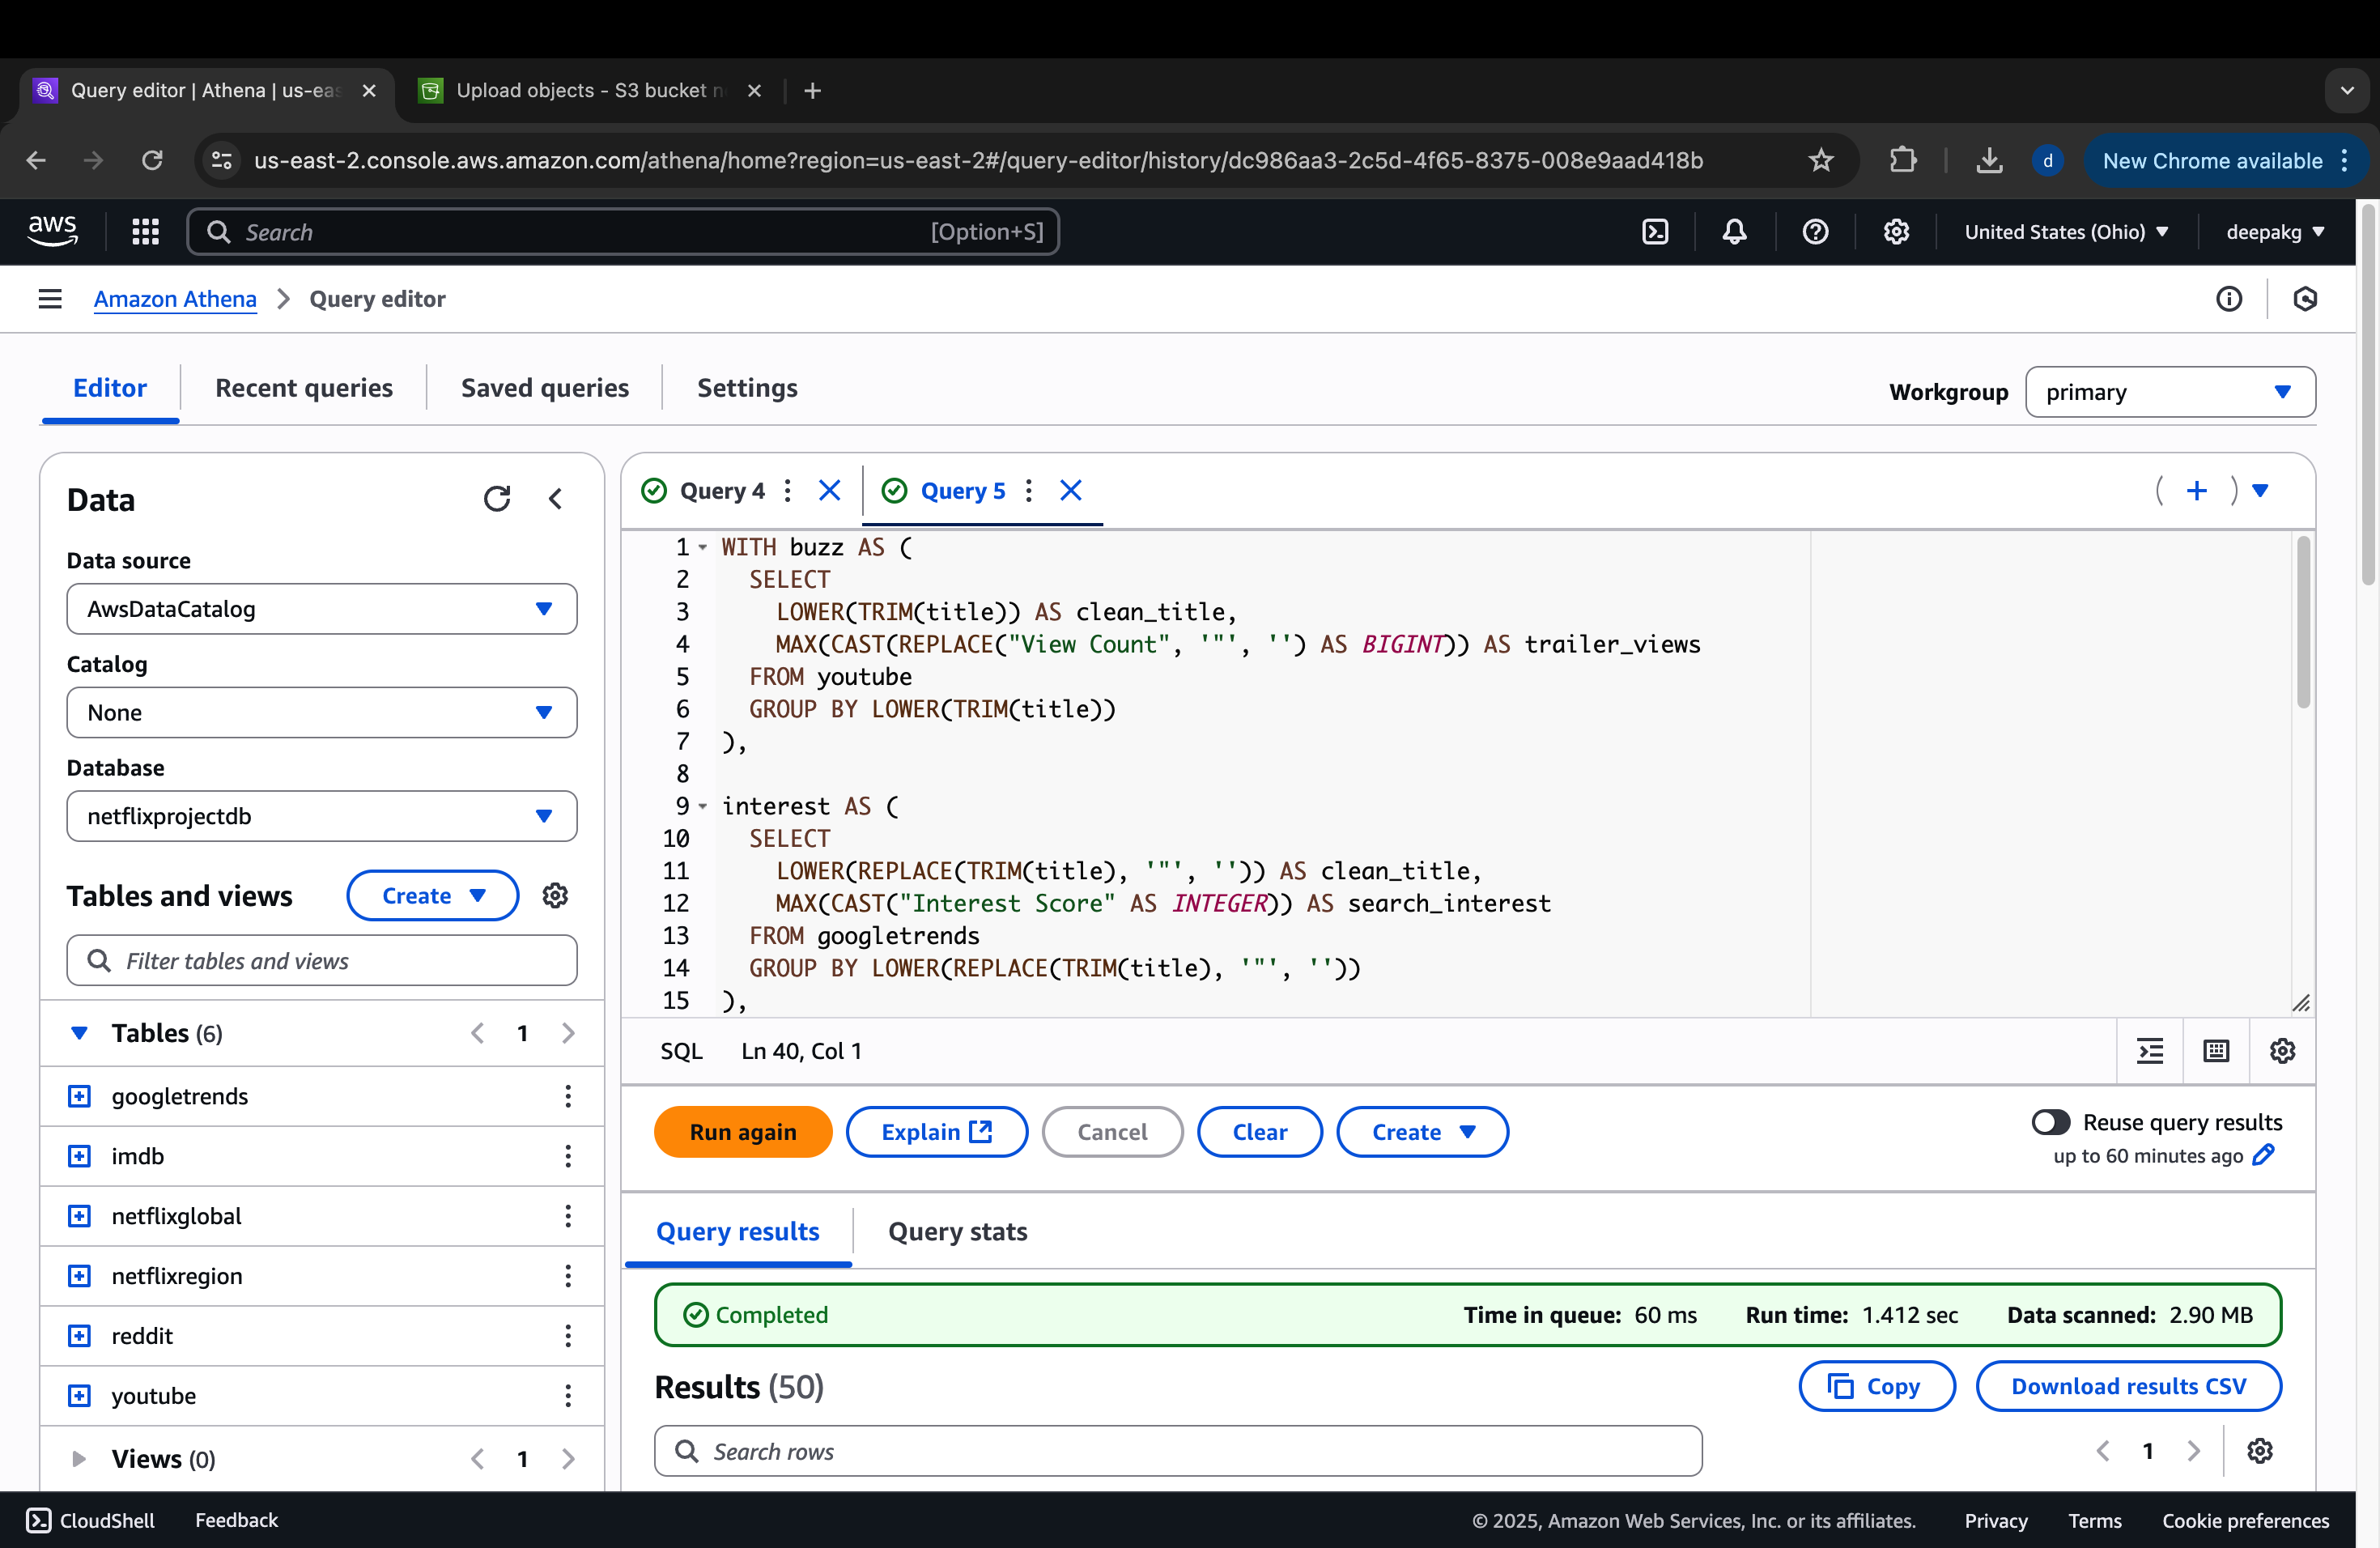 Query editor | Athena | us-eas
Upload objects - S3 bucket n
us-east-2.console.aws.amazon.com/athena/home?region=us-east-2#/query-editor/history/dc986aa3-2c5d-4f65-8375-008e9aad418b
d
New Chrome available
aws
Search
[Option+S]
United States (Ohio)
deepakg
Amazon Athena
Query editor
Editor
Recent queries
Saved queries
Settings
Workgroup
primary
Data
Data source
AwsDataCatalog
Catalog
None
Database
netflixprojectdb
Tables and views
Create
Filter tables and views
Tables (6)
1
googletrends
imdb
netflixglobal
netflixregion
reddit
youtube
Views (0)
1
Query 4
Query 5
( + )
1 WITH buzz AS (
2 SELECT
3 LOWER(TRIM(title)) AS clean_title,
4 MAX(CAST(REPLACE("View Count", '"', '') AS BIGINT)) AS trailer_views
5 FROM youtube
6 GROUP BY LOWER(TRIM(title))
7 ),
8
9 interest AS (
10 SELECT
11 LOWER(REPLACE(TRIM(title), '"', '')) AS clean_title,
12 MAX(CAST("Interest Score" AS INTEGER)) AS search_interest
13 FROM googletrends
14 GROUP BY LOWER(REPLACE(TRIM(title), '"', ''))
15 ),
SQL
Ln 40, Col 1
Run again
Explain
Cancel
Clear
Create
Reuse query results
up to 60 minutes ago
Query results
Query stats
Completed
Time in queue: 60 ms
Run time: 1.412 sec
Data scanned: 2.90 MB
Results (50)
Copy
Download results CSV
Search rows
1
CloudShell
Feedback
© 2025, Amazon Web Services, Inc. or its affiliates.
Privacy
Terms
Cookie preferences